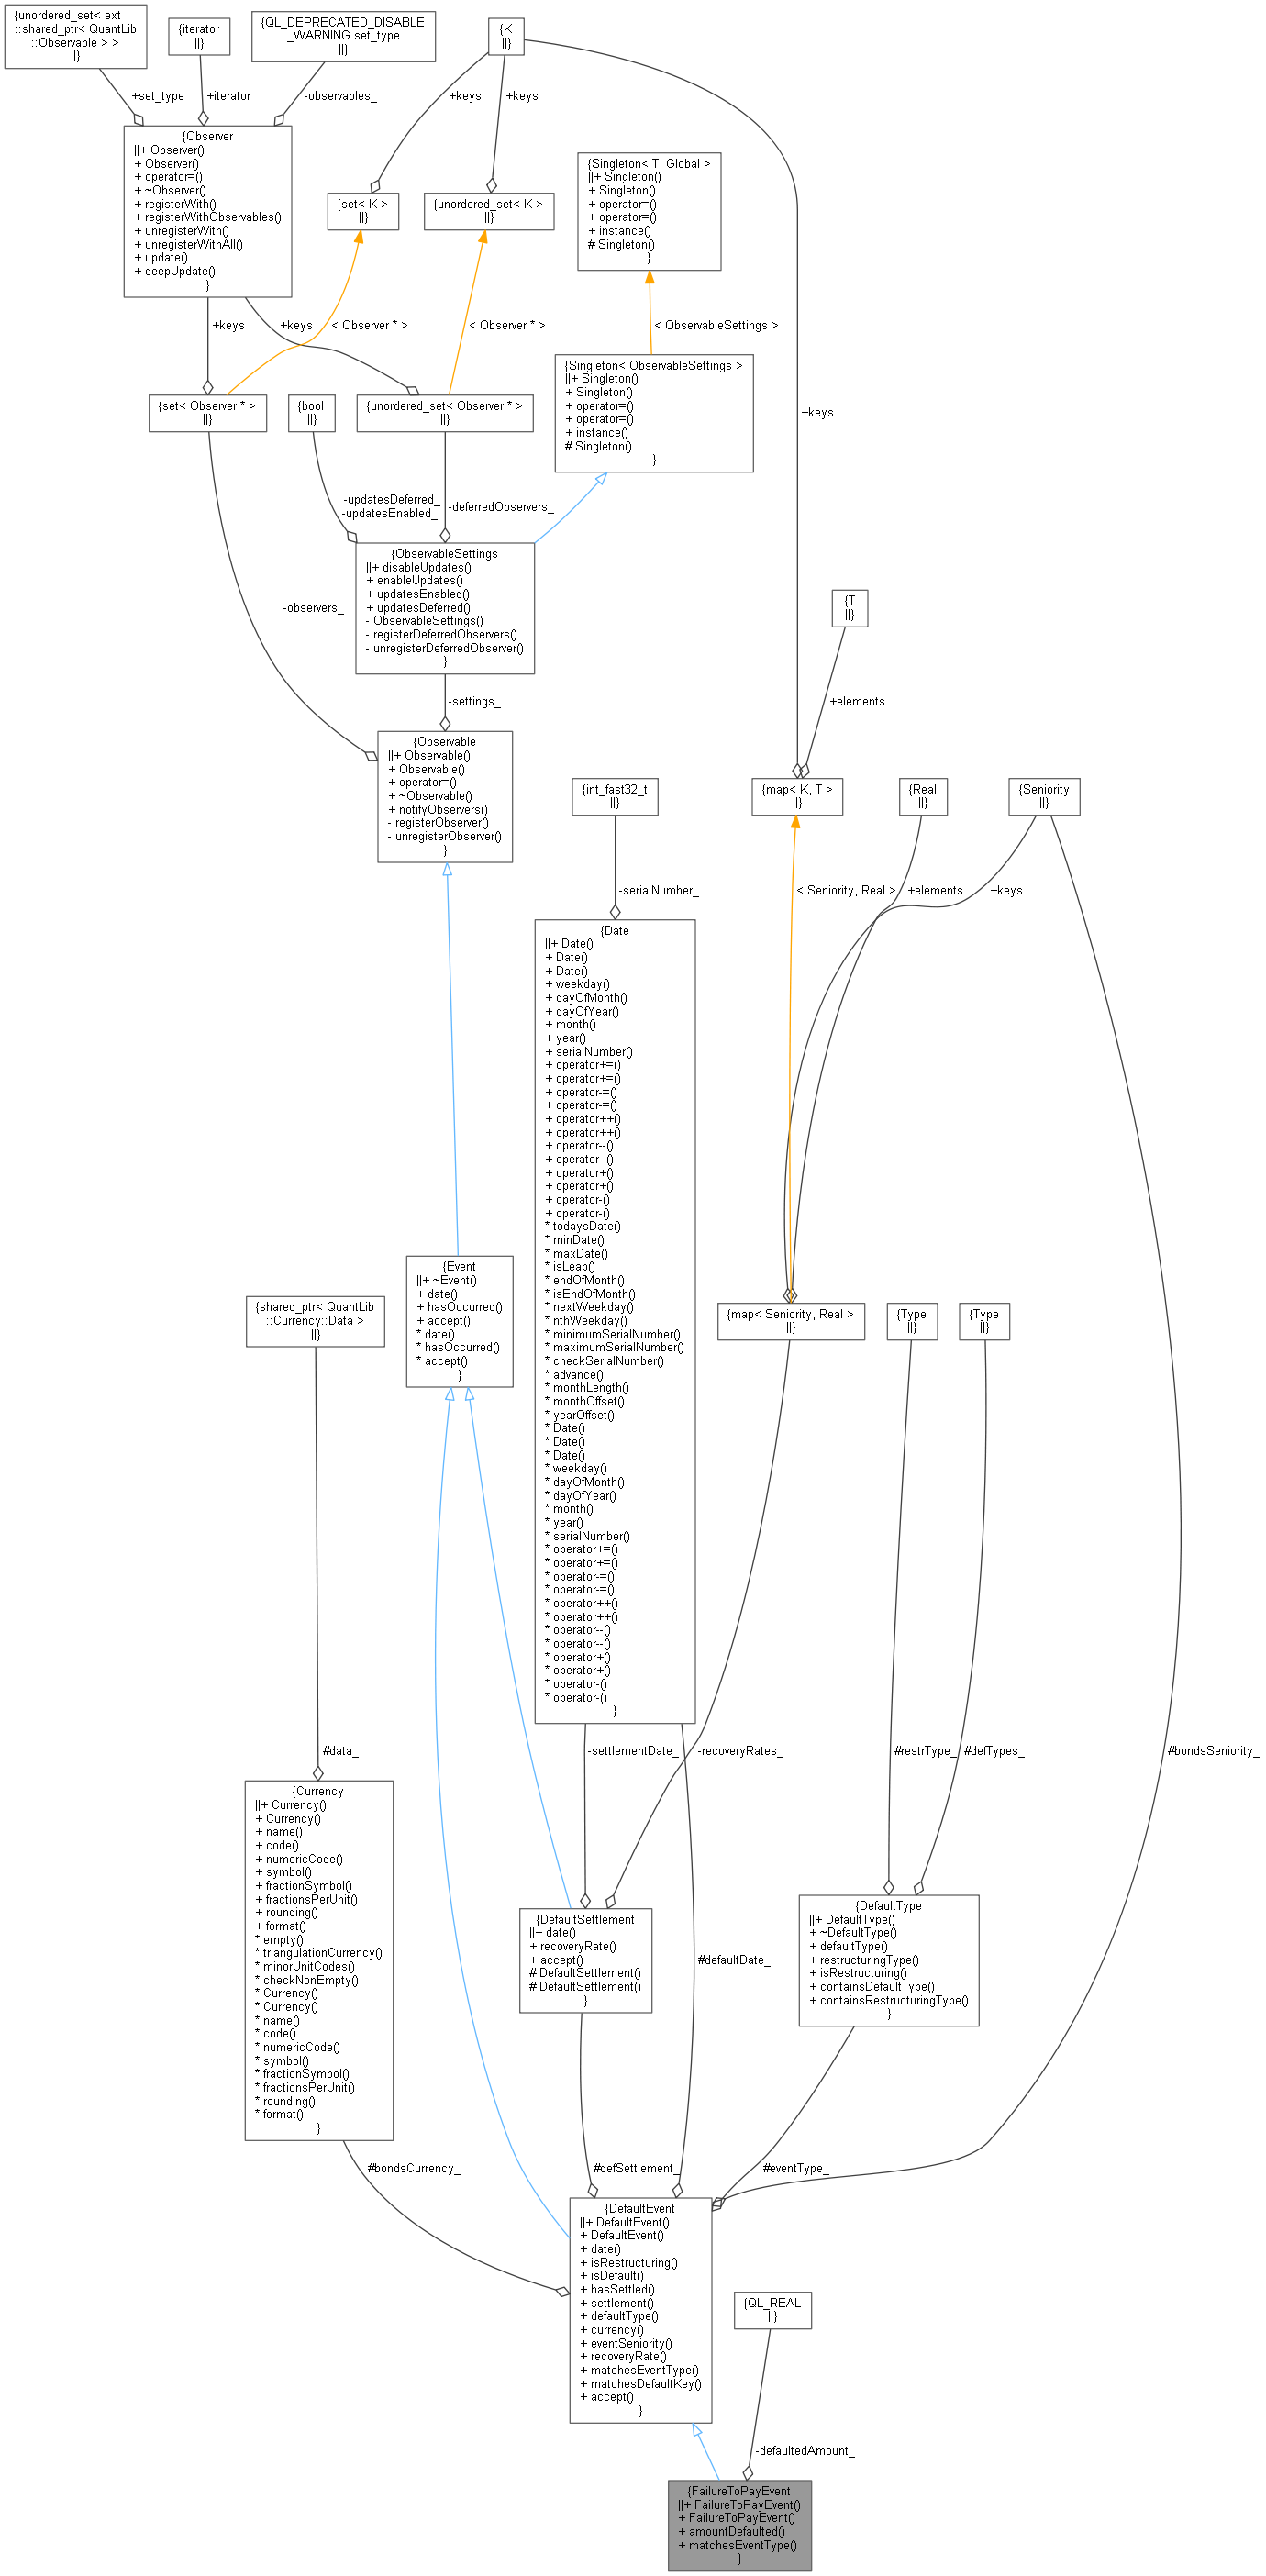 {unordered_set< ext
::shared_ptr< QuantLib
::Observable > >
||}
{iterator
||}
{QL_DEPRECATED_DISABLE
_WARNING set_type
||}
{K
||}
+set_type
+iterator
-observables_
+keys
+keys
{Observer
||+ Observer()
+ Observer()
+ operator=()
+ ~Observer()
+ registerWith()
+ registerWithObservables()
+ unregisterWith()
+ unregisterWithAll()
+ update()
+ deepUpdate()
}
{set< K >
||}
{unordered_set< K >
||}
{Singleton< T, Global >
||+ Singleton()
+ Singleton()
+ operator=()
+ operator=()
+ instance()
# Singleton()
}
+keys
+keys
< Observer * >
< Observer * >
< ObservableSettings >
{set< Observer * >
||}
{bool
||}
{unordered_set< Observer * >
||}
{Singleton< ObservableSettings >
||+ Singleton()
+ Singleton()
+ operator=()
+ operator=()
+ instance()
# Singleton()
}
+keys
-updatesDeferred_
-updatesEnabled_
-deferredObservers_
{ObservableSettings
||+ disableUpdates()
+ enableUpdates()
+ updatesEnabled()
+ updatesDeferred()
- ObservableSettings()
- registerDeferredObservers()
- unregisterDeferredObserver()
}
-observers_
{T
||}
-settings_
+elements
{Observable
||+ Observable()
+ Observable()
+ operator=()
+ ~Observable()
+ notifyObservers()
- registerObserver()
- unregisterObserver()
}
{int_fast32_t
||}
{map< K, T >
||}
{Real
||}
{Seniority
||}
-serialNumber_
< Seniority, Real >
+elements
+keys
{Date
||+ Date()
+ Date()
+ Date()
+ weekday()
+ dayOfMonth()
+ dayOfYear()
+ month()
+ year()
+ serialNumber()
+ operator+=()
+ operator+=()
+ operator-=()
+ operator-=()
+ operator++()
+ operator++()
+ operator--()
+ operator--()
+ operator+()
+ operator+()
+ operator-()
+ operator-()
* todaysDate()
* minDate()
* maxDate()
* isLeap()
* endOfMonth()
* isEndOfMonth()
* nextWeekday()
* nthWeekday()
* minimumSerialNumber()
* maximumSerialNumber()
* checkSerialNumber()
* advance()
* monthLength()
* monthOffset()
* yearOffset()
* Date()
* Date()
* Date()
* weekday()
* dayOfMonth()
* dayOfYear()
* month()
* year()
* serialNumber()
* operator+=()
* operator+=()
* operator-=()
* operator-=()
* operator++()
* operator++()
* operator--()
* operator--()
* operator+()
* operator+()
* operator-()
* operator-()
}
{Event
||+ ~Event()
+ date()
+ hasOccurred()
+ accept()
* date()
* hasOccurred()
* accept()
}
{shared_ptr< QuantLib
::Currency::Data >
||}
{map< Seniority, Real >
||}
{Type
||}
{Type
||}
#data_
-settlementDate_
-recoveryRates_
#restrType_
#defTypes_
#bondsSeniority_
{Currency
||+ Currency()
+ Currency()
+ name()
+ code()
+ numericCode()
+ symbol()
+ fractionSymbol()
+ fractionsPerUnit()
+ rounding()
+ format()
* empty()
* triangulationCurrency()
* minorUnitCodes()
* checkNonEmpty()
* Currency()
* Currency()
* name()
* code()
* numericCode()
* symbol()
* fractionSymbol()
* fractionsPerUnit()
* rounding()
* format()
}
{DefaultSettlement
||+ date()
+ recoveryRate()
+ accept()
# DefaultSettlement()
# DefaultSettlement()
}
#defaultDate_
{DefaultType
||+ DefaultType()
+ ~DefaultType()
+ defaultType()
+ restructuringType()
+ isRestructuring()
+ containsDefaultType()
+ containsRestructuringType()
}
#bondsCurrency_
#defSettlement_
#eventType_
{DefaultEvent
||+ DefaultEvent()
+ DefaultEvent()
+ date()
+ isRestructuring()
+ isDefault()
+ hasSettled()
+ settlement()
+ defaultType()
+ currency()
+ eventSeniority()
+ recoveryRate()
+ matchesEventType()
+ matchesDefaultKey()
+ accept()
}
{QL_REAL
||}
-defaultedAmount_
{FailureToPayEvent
||+ FailureToPayEvent()
+ FailureToPayEvent()
+ amountDefaulted()
+ matchesEventType()
}